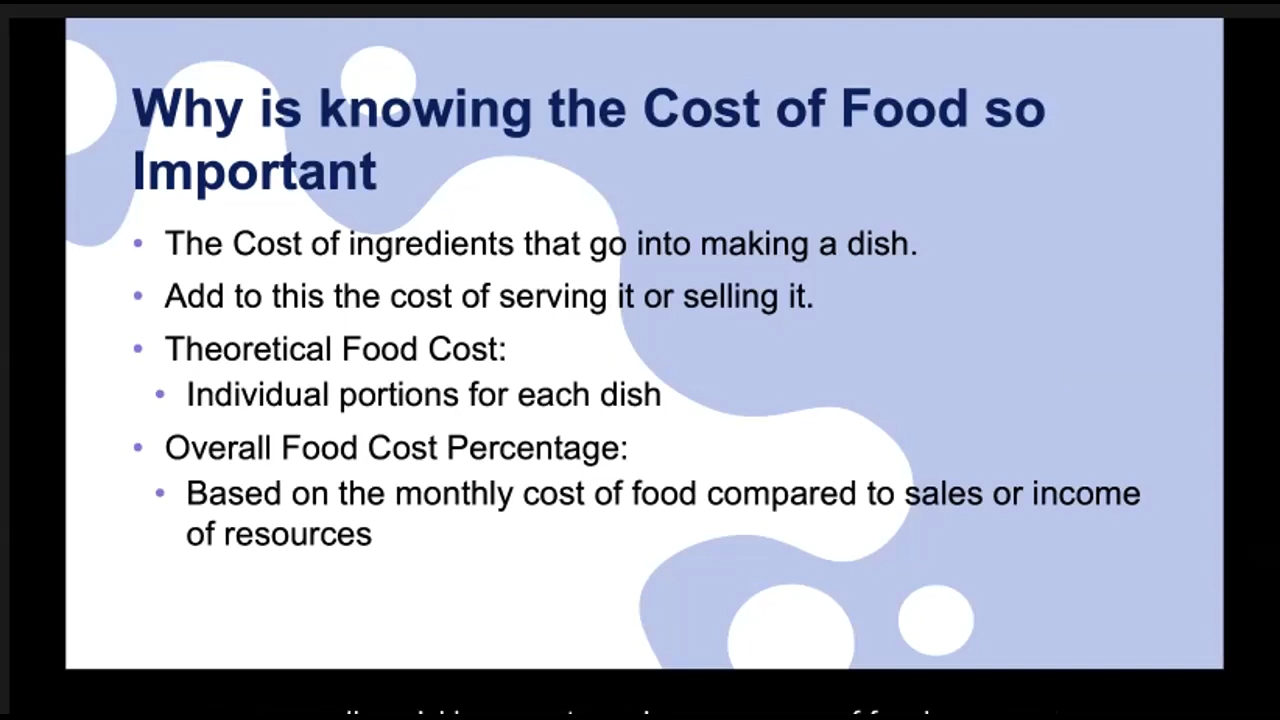 Why is knowing the Cost of Food so
Important
• The Cost of ingredients that go into making a dish.
• Add to this the cost of serving it or selling it.
• Theoretical Food Cost:
• Individual portions for each dish
• Overall Food Cost Percentage:
• Based on the monthly cost of food compared to sales or income
of resources